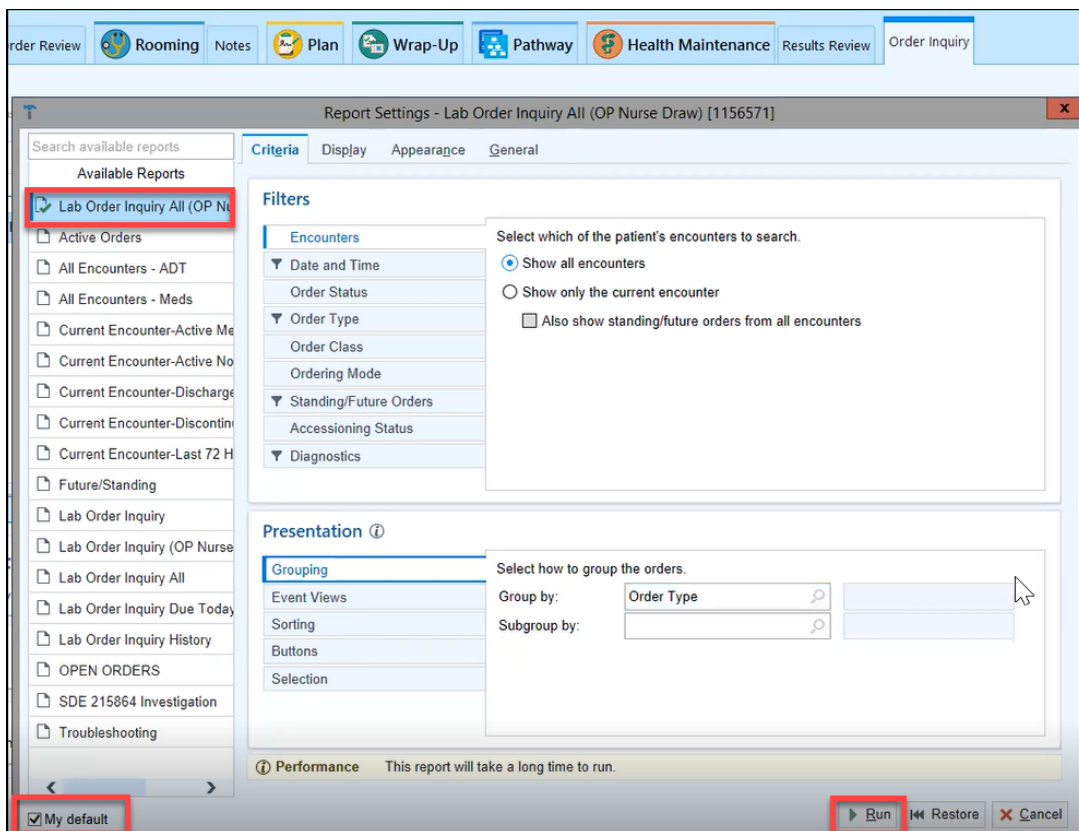 rder Review Rooming Notes Plan Wrap-Up Pathway Health Maintenance Results Review Order Inquiry
Report Settings - Lab Order Inquiry All (OP Nurse Draw) [1156571] x
Search available reports
Available Reports
Lab Order Inquiry All (OP Nu
Active Orders
All Encounters - ADT
All Encounters - Meds
Current Encounter-Active Me
Current Encounter-Active No
Current Encounter-Discharge
Current Encounter-Discontinu
Current Encounter-Last 72 H
Future/Standing
Lab Order Inquiry
Lab Order Inquiry (OP Nurse
Lab Order Inquiry All
Lab Order Inquiry Due Today
Lab Order Inquiry History
OPEN ORDERS
SDE 215864 Investigation
Troubleshooting
My default
Criteria Display Appearance General
Filters
Encounters
Date and Time
Order Status
Order Type
Order Class
Ordering Mode
Standing/Future Orders
Accessioning Status
Diagnostics
Select which of the patient's encounters to search.
Show all encounters
Show only the current encounter
Also show standing/future orders from all encounters
Presentation
Grouping
Event Views
Sorting
Buttons
Selection
Select how to group the orders.
Group by: Order Type
Subgroup by:
Performance This report will take a long time to run.
Run Restore Cancel